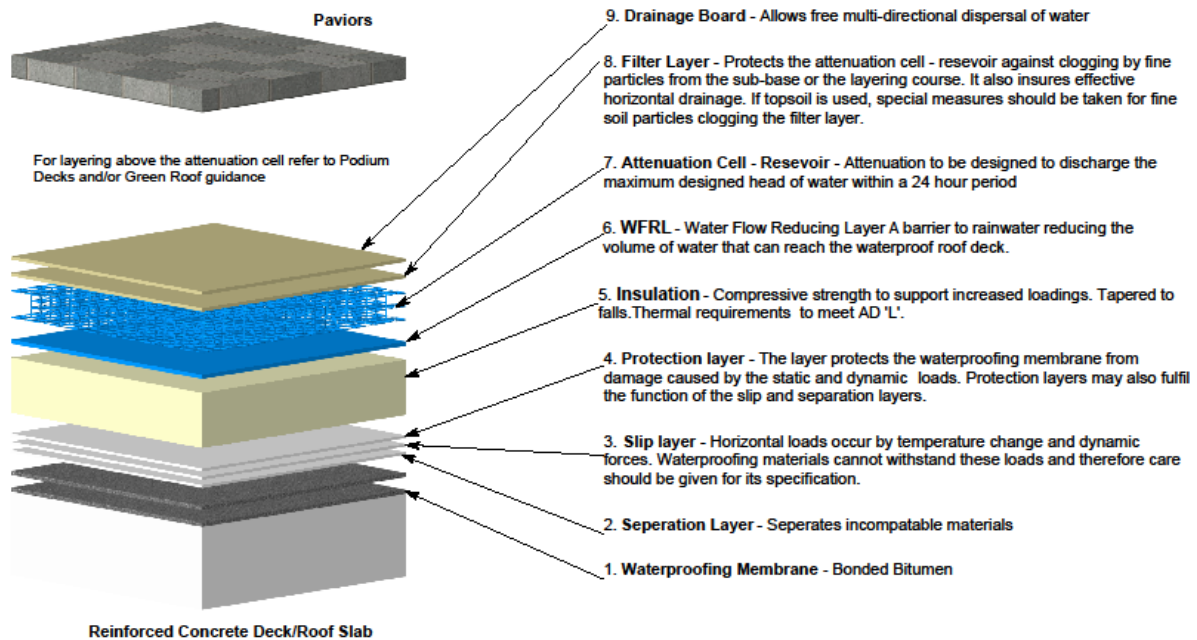 Paviors
For layering above the attenuation cell refer to Podium
Decks and/or Green Roof guidance
9. Drainage Board - Allows free multi-directional dispersal of water
8. Filter Layer - Protects the attenuation cell - resevoir against clogging by fine
particles from the sub-base or the layering course. It also insures effective
horizontal drainage. If topsoil is used, special measures should be taken for fine
soil particles clogging the filter layer.
7. Attenuation Cell - Resevoir - Attenuation to be designed to discharge the
maximum designed head of water within a 24 hour period
6. WFRL - Water Flow Reducing Layer A barrier to rainwater reducing the
volume of water that can reach the waterproof roof deck.
5. Insulation - Compressive strength to support increased loadings. Tapered to
falls.Thermal requirements to meet AD 'L'.
4. Protection layer - The layer protects the waterproofing membrane from
damage caused by the static and dynamic loads. Protection layers may also fulfil
the function of the slip and separation layers.
3. Slip layer - Horizontal loads occur by temperature change and dynamic
forces. Waterproofing materials cannot withstand these loads and therefore care
should be given for its specification.
2. Seperation Layer - Seperates incompatable materials
1. Waterproofing Membrane - Bonded Bitumen
Reinforced Concrete Deck/Roof Slab